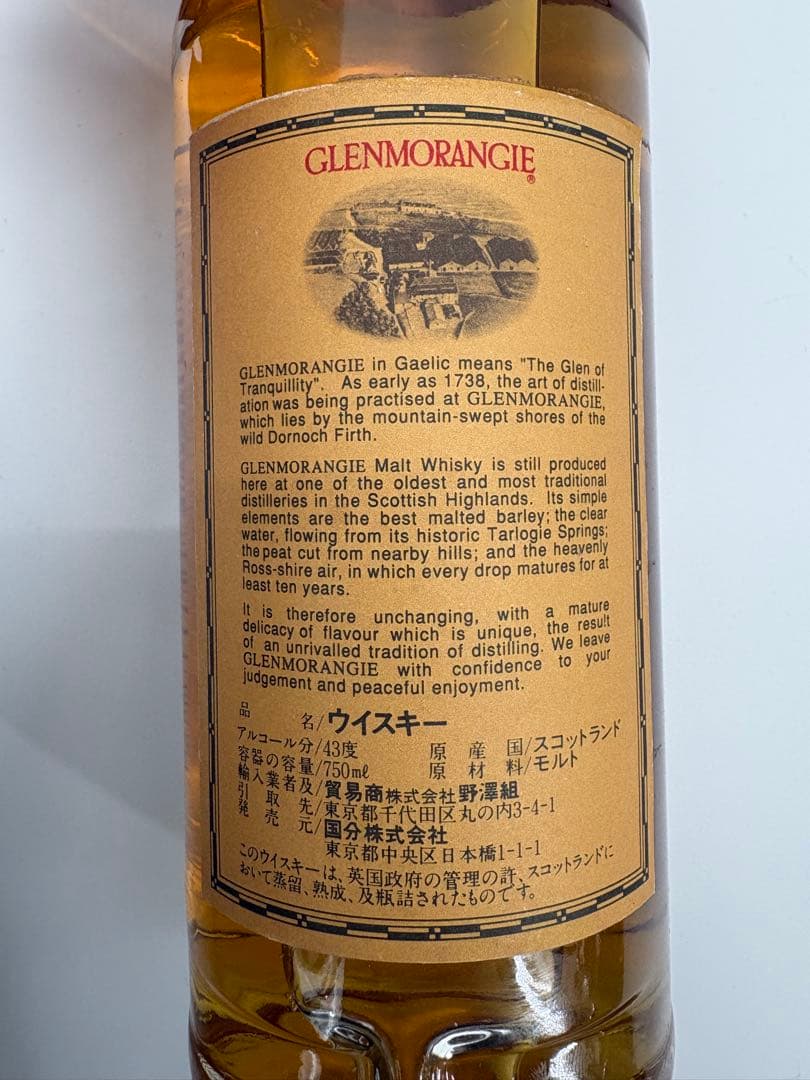 GLENMORANGIE®
GLENMORANGIE in Gaelic means "The Glen of
Tranquillity". As early as 1738, the art of distill-
ation was being practised at GLENMORANGIE,
which lies by the mountain-swept shores of the
wild Dornoch Firth.
GLENMORANGIE Malt Whisky is still produced
here at one of the oldest and most traditional
distilleries in the Scottish Highlands. Its simple
elements are the best malted barley; the clear
water, flowing from its historic Tarlogie Springs;
the peat cut from nearby hills; and the heavenly
Ross-shire air, in which every drop matures for at
least ten years.
It is therefore unchanging, with a mature
delicacy of flavour which is unique, the result
of an unrivalled tradition of distilling. We leave
GLENMORANGIE with confidence to your
judgement and peaceful enjoyment.
品名/ウイスキー
アルコール分/43度 原産国/スコットランド
容器の容量/750mℓ 原材料/モルト
輸入業者及/貿易商株式会社野澤組
引取先/東京都千代田区丸の内3-4-1
発売元/国分株式会社
東京都中央区日本橋1-1-1
このウイスキーは、英国政府の管理の許、スコットランドに
おいて蒸留、熟成、及瓶詰されたものです。